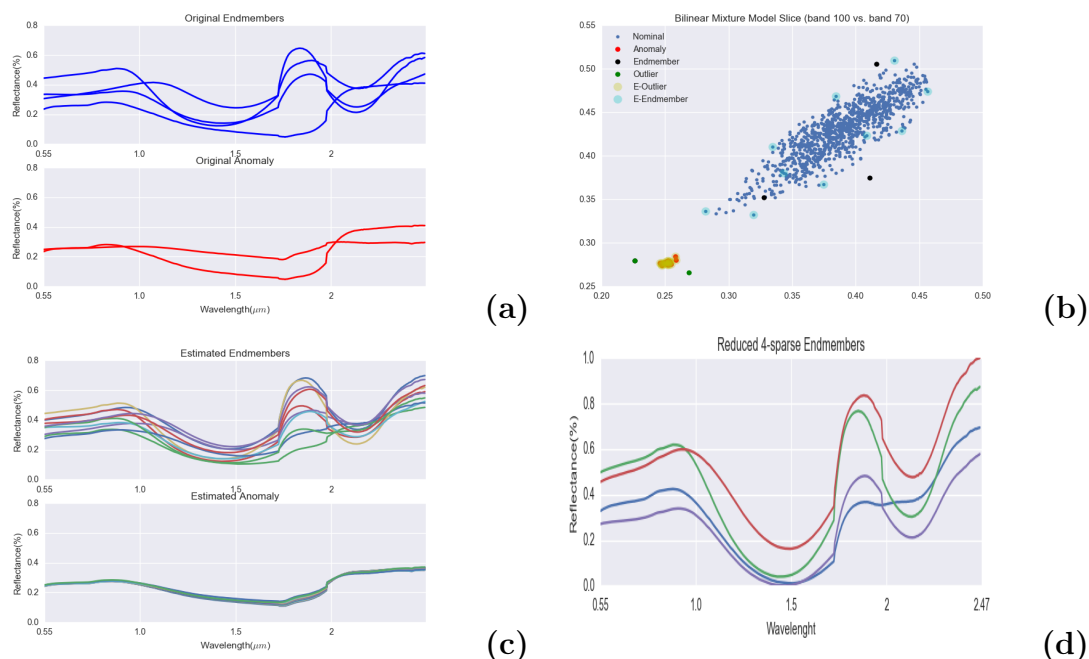 Original Endmembers
0.8
0.6
0.4
0.2
0.0
Reflectance(%)
0.55 1.0 1.5 2
Original Anomaly
0.8
0.6
0.4
0.2
0.0
Reflectance(%)
0.55 1.0 1.5 2
Wavelength(μm)
(a)
Bilinear Mixture Model Slice (band 100 vs. band 70)
0.55
0.50
0.45
0.40
0.35
0.30
0.25
Nominal
Anomaly
Endmember
Outlier
E-Outlier
E-Endmember
0.20 0.25 0.30 0.35 0.40 0.45 0.50
(b)
Estimated Endmembers
0.8
0.6
0.4
0.2
0.0
Reflectance(%)
0.55 1.0 1.5 2
Estimated Anomaly
0.8
0.6
0.4
0.2
0.0
Reflectance(%)
0.55 1.0 1.5 2
Wavelength(μm)
(c)
Reduced 4-sparse Endmembers
1.0
0.8
0.6
0.4
0.2
0.0
Reflectance(%)
0.55 1.0 1.5 2 2.47
Wavelenght
(d)